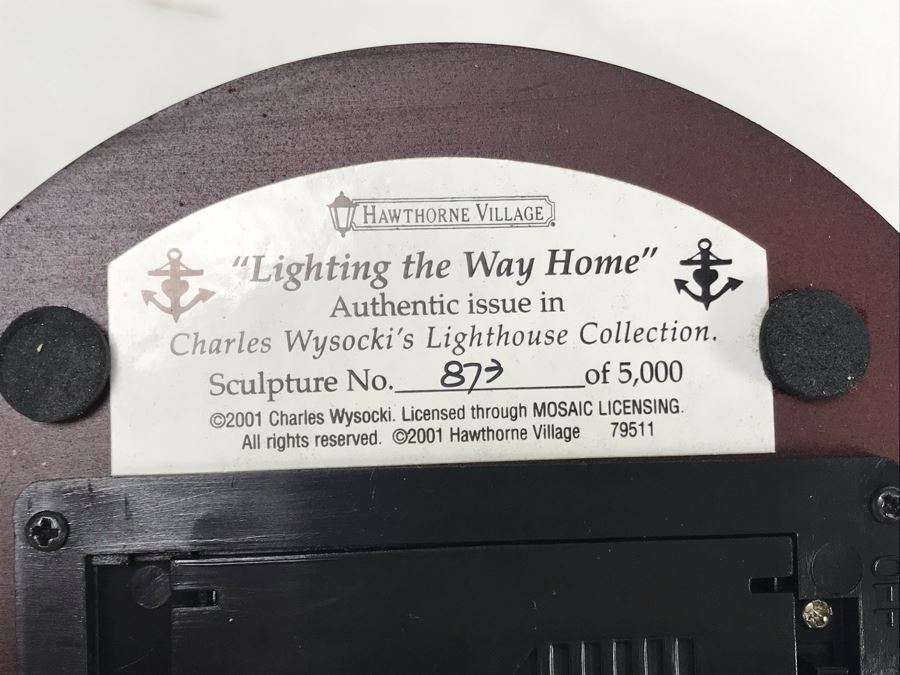 HAWTHORNE VILLAGE
"Lighting the Way Home"
Authentic issue in
Charles Wysocki's Lighthouse Collection.
Sculpture No. of 5,000
©2001 Charles Wysocki. Licensed through MOSAIC LICENSING.
All rights reserved. ©2001 Hawthorne Village 79511